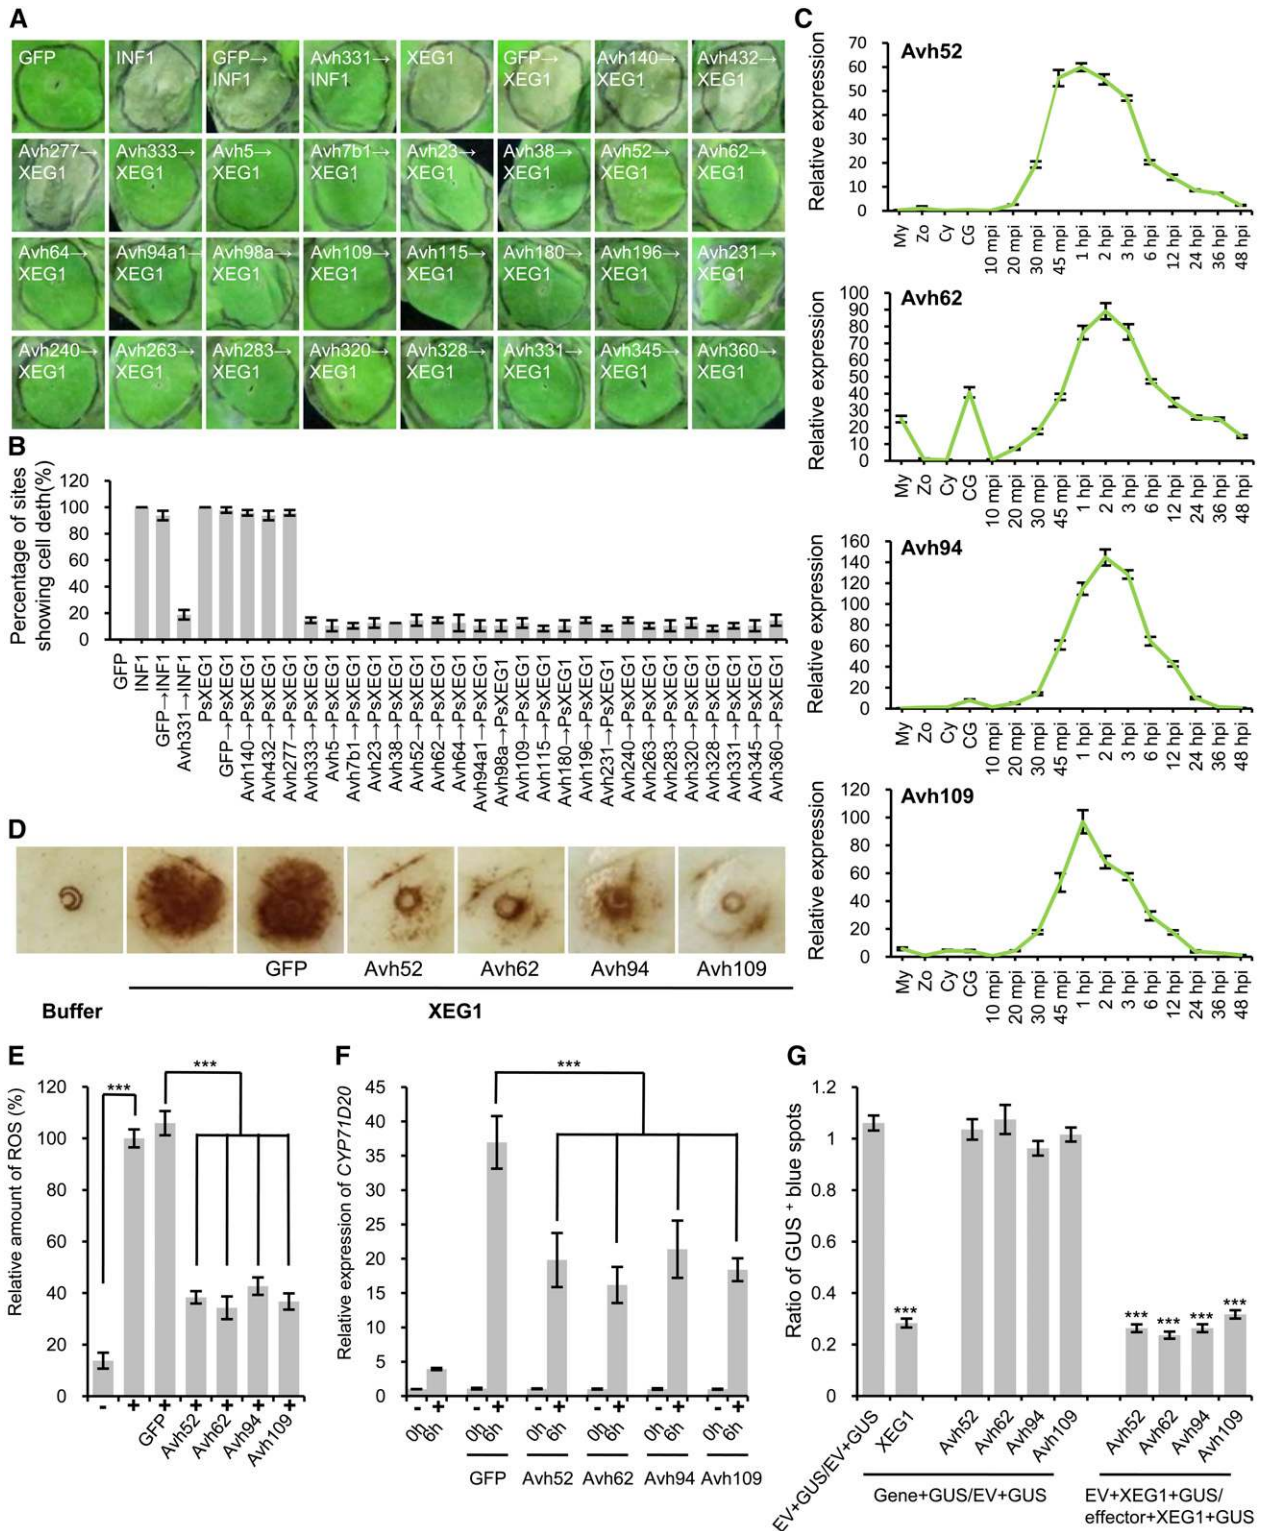 A
GFP
INF1
GFP→
INF1
Avh331→
INF1
XEG1
GFP→
XEG1
Avh140→
XEG1
Avh432→
XEG1
Avh277→
XEG1
Avh333→
XEG1
Avh5→
XEG1
Avh7b1→
XEG1
Avh23→
XEG1
Avh38→
XEG1
Avh52→
XEG1
Avh62→
XEG1
Avh64→
XEG1
Avh94a1→
XEG1
Avh98a→
XEG1
Avh109→
XEG1
Avh115→
XEG1
Avh180→
XEG1
Avh196→
XEG1
Avh231→
XEG1
Avh240→
XEG1
Avh263→
XEG1
Avh283→
XEG1
Avh320→
XEG1
Avh328→
XEG1
Avh331→
XEG1
Avh345→
XEG1
Avh360→
XEG1
B
Percentage of sites
showing cell deth(%)
120
100
80
60
40
20
0
GFP
INF1
GFP→INF1
Avh331→INF1
PsXEG1
GFP→PsXEG1
Avh140→PsXEG1
Avh432→PsXEG1
Avh277→PsXEG1
Avh333→PsXEG1
Avh5→PsXEG1
Avh7b1→PsXEG1
Avh23→PsXEG1
Avh38→PsXEG1
Avh52→PsXEG1
Avh62→PsXEG1
Avh64→PsXEG1
Avh94a1→PsXEG1
Avh98a→PsXEG1
Avh109→PsXEG1
Avh115→PsXEG1
Avh180→PsXEG1
Avh196→PsXEG1
Avh231→PsXEG1
Avh240→PsXEG1
Avh263→PsXEG1
Avh283→PsXEG1
Avh320→PsXEG1
Avh328→PsXEG1
Avh331→PsXEG1
Avh345→PsXEG1
Avh360→PsXEG1
C
Avh52
Relative expression
70
60
50
40
30
20
10
0
My
Zo
Cy
CG
10 mpi
20 mpi
30 mpi
45 mpi
1 hpi
2 hpi
3 hpi
6 hpi
12 hpi
24 hpi
36 hpi
48 hpi
Avh62
Relative expression
100
90
80
70
60
50
40
30
20
10
0
My
Zo
Cy
CG
10 mpi
20 mpi
30 mpi
45 mpi
1 hpi
2 hpi
3 hpi
6 hpi
12 hpi
24 hpi
36 hpi
48 hpi
Avh94
Relative expression
160
140
120
100
80
60
40
20
0
My
Zo
Cy
CG
10 mpi
20 mpi
30 mpi
45 mpi
1 hpi
2 hpi
3 hpi
6 hpi
12 hpi
24 hpi
36 hpi
48 hpi
Avh109
Relative expression
120
100
80
60
40
20
0
My
Zo
Cy
CG
10 mpi
20 mpi
30 mpi
45 mpi
1 hpi
2 hpi
3 hpi
6 hpi
12 hpi
24 hpi
36 hpi
48 hpi
D
GFP
Avh52
Avh62
Avh94
Avh109
Buffer
XEG1
E
Relative amount of ROS (%)
120
100
80
60
40
20
0
***
***
- + + + + + +
GFP
Avh52
Avh62
Avh94
Avh109
F
Relative expression of CYP71D20
45
40
35
30
25
20
15
10
5
0
***
- + - + - + - + - + - +
0h 6h 0h 6h 0h 6h 0h 6h 0h 6h 0h 6h
GFP Avh52 Avh62 Avh94 Avh109
G
Ratio of GUS + blue spots
1.2
1
0.8
0.6
0.4
0.2
0
***
*** *** *** ***
EV+GUS/EV+GUS
XEG1
Avh52
Avh62
Avh94
Avh109
Avh52
Avh62
Avh94
Avh109
Gene+GUS/EV+GUS
EV+XEG1+GUS/
effector+XEG1+GUS